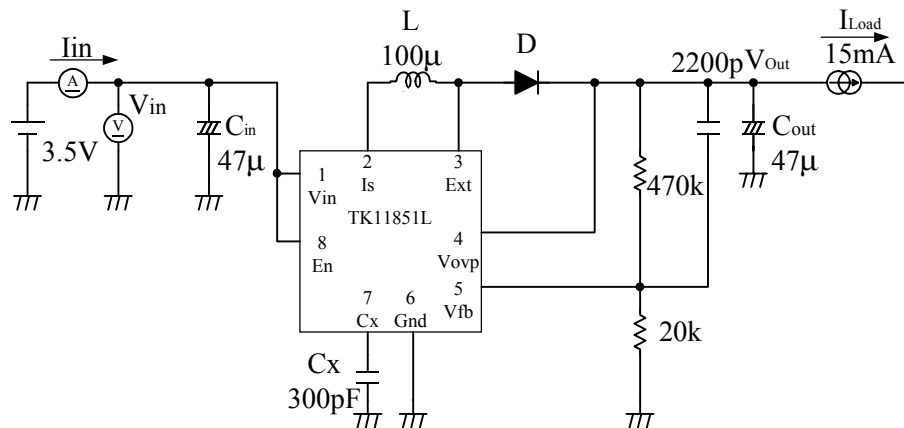 Iin
A
Vin
V
3.5V
Cin
47μ
L
100μ
D
2200p
VOut
ILoad
15mA
Cout
47μ
470k
20k
2
Is
3
Ext
1
Vin
TK11851L
8
En
4
Vovp
5
Vfb
7
Cx
6
Gnd
Cx
300pF